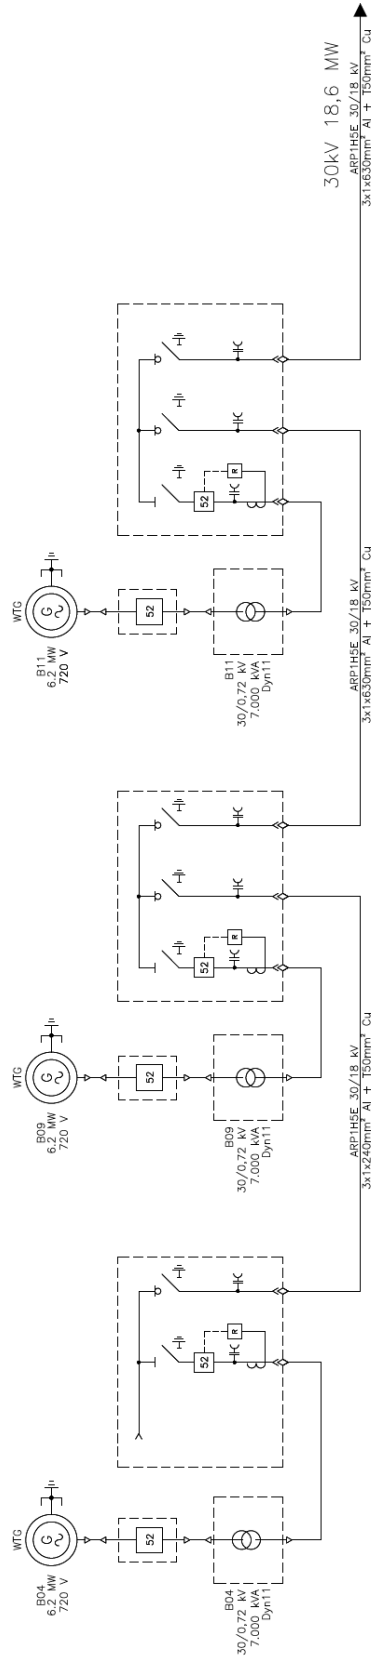 WTG
B04
6.2 MW
720 V
G
52
B04
30/0,72 kV
7.000 kVA
Dyn11
52
R
ARP1H5E 30/18 kV
3x1x240mm² Al + T50mm² Cu
WTG
B09
6.2 MW
720 V
G
52
B09
30/0,72 kV
7.000 kVA
Dyn11
52
R
ARP1H5E 30/18 kV
3x1x630mm² Al + T50mm² Cu
WTG
B11
6.2 MW
720 V
G
52
B11
30/0,72 kV
7.000 kVA
Dyn11
52
R
30kV 18,6 MW
ARP1H5E 30/18 kV
3x1x630mm² Al + T50mm² Cu